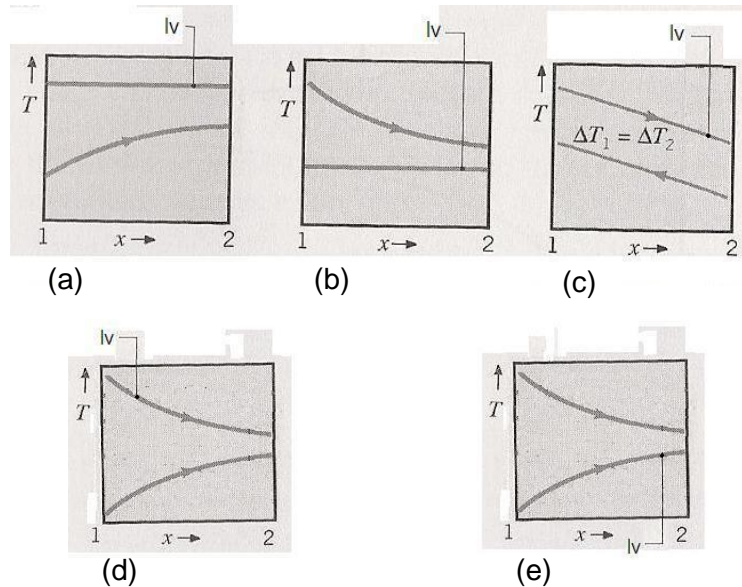 lv
lv
lv
T
T
T
ΔT₁ = ΔT₂
1 x→ 2
1 x→ 2
1 x→ 2
(a)
(b)
(c)
lv
T
T
1 x→ 2
1 x→ 2
lv
(d)
(e)